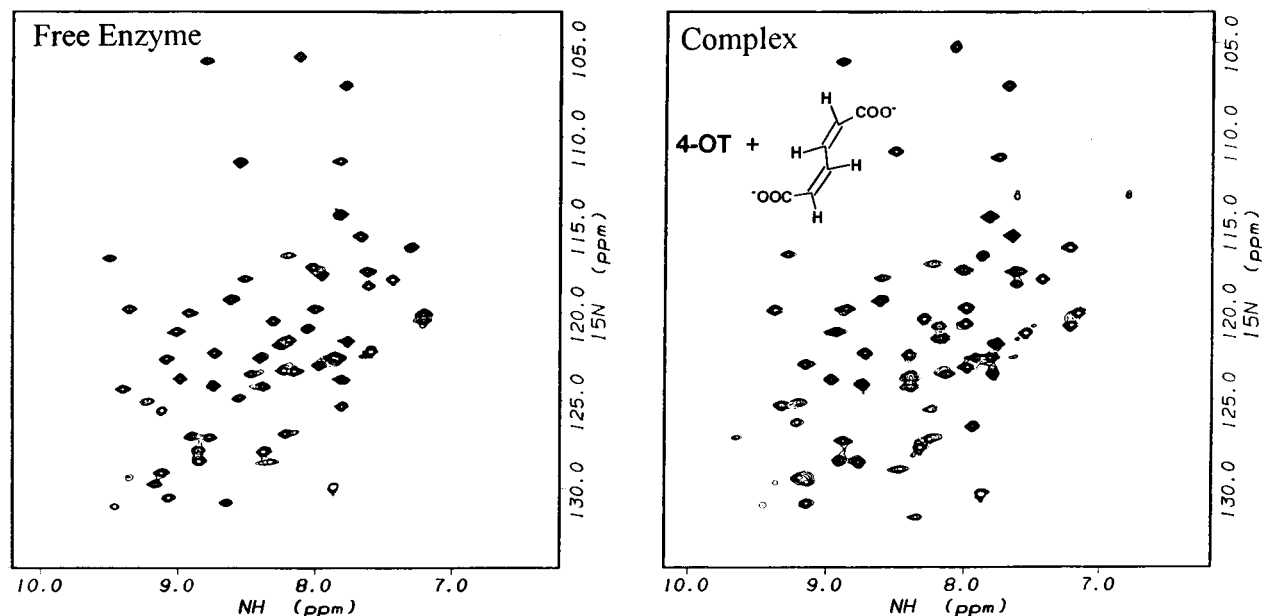 Free Enzyme
105.0
110.0
115.0
120.0
125.0
130.0
15N (ppm)
10.0 9.0 8.0 7.0
NH (ppm)
Complex
4-OT +
H
COO⁻
H
H
⁻OOC
H
105.0
110.0
115.0
120.0
125.0
130.0
15N (ppm)
10.0 9.0 8.0 7.0
NH (ppm)